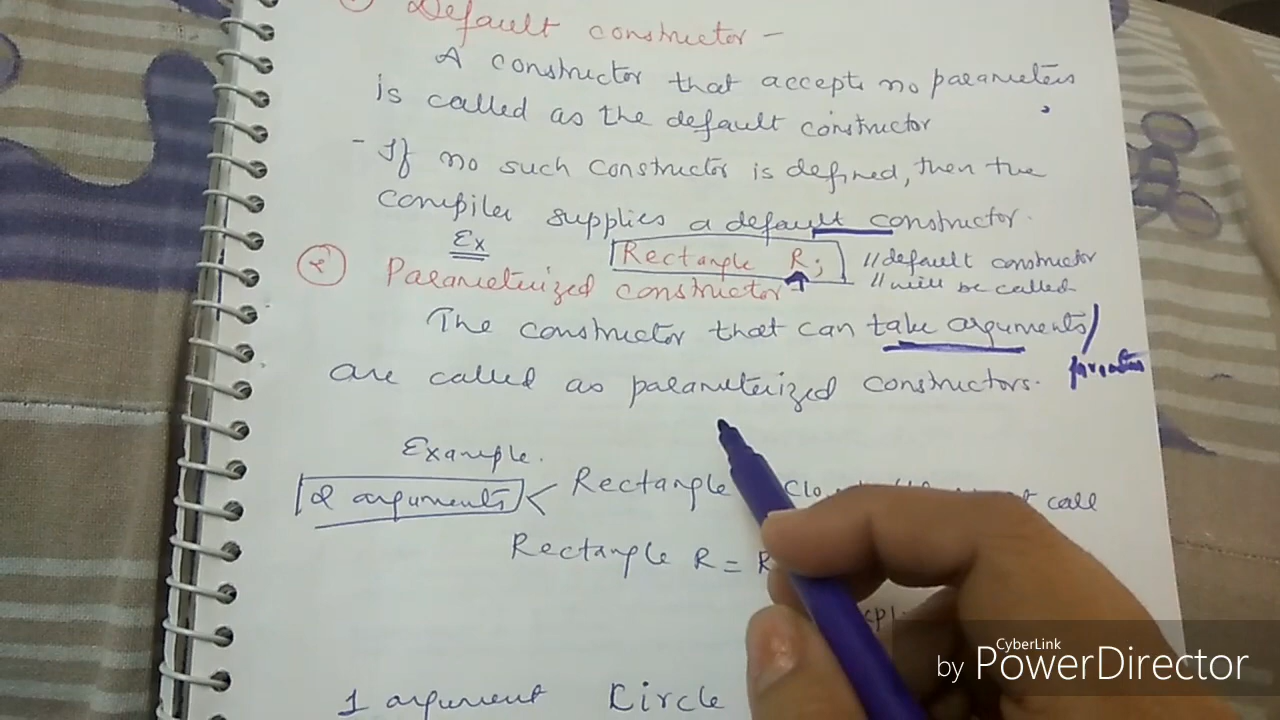 Default constructor -
A constructor that accepts no parameters
is called as the default constructor
- If no such constructor is defined, then the
compiler supplies a default constructor.
Ex
Rectangle R; // default constructor
// will be called
2 Parameterized constructor
The constructor that can take arguments/
are called as parameterized constructors.
Example.
2 arguments < Rectangle call
Rectangle R = R
1 argument Circle
CyberLink
by PowerDirector